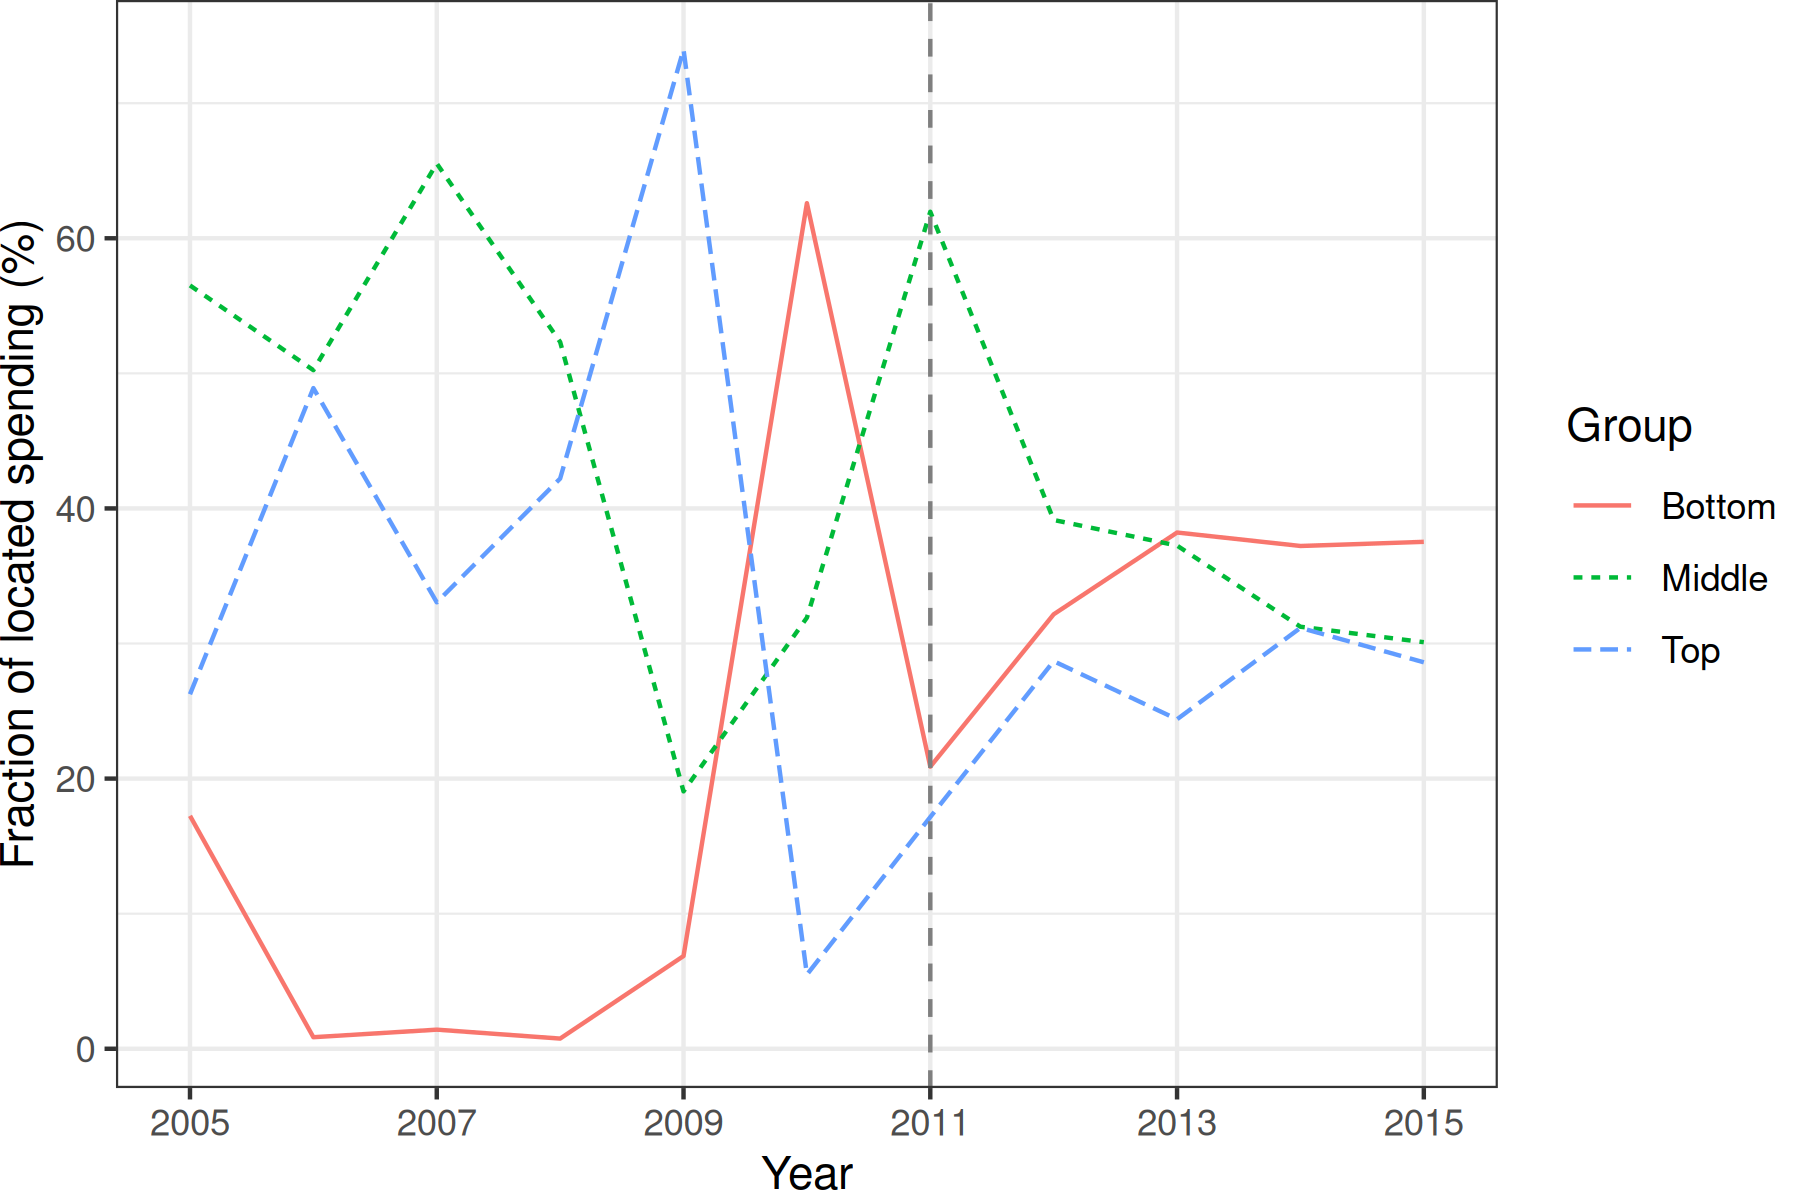 Fraction of located spending (%)
60
40
20
0
2005 2007 2009 2011 2013 2015
Year
Group
Bottom
Middle
Top